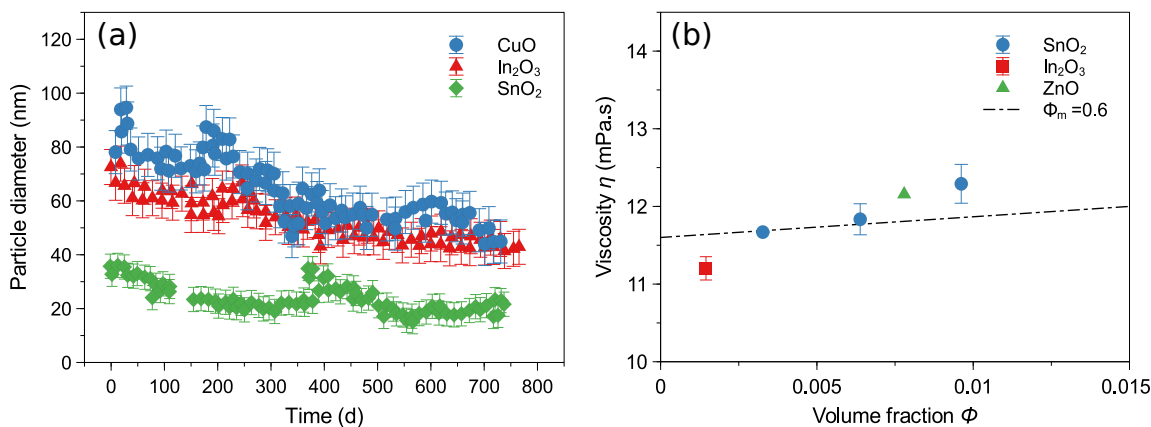 (a)
CuO
In₂O₃
SnO₂
Particle diameter (nm)
120
100
80
60
40
20
0
0 100 200 300 400 500 600 700 800
Time (d)
(b)
SnO₂
In₂O₃
ZnO
Φₘ =0.6
Viscosity η (mPa.s)
14
13
12
11
10
0 0.005 0.01 0.015
Volume fraction Φ